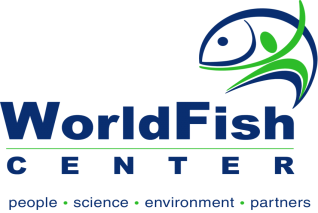 WorldFish
CENTER
people • science • environment • partners